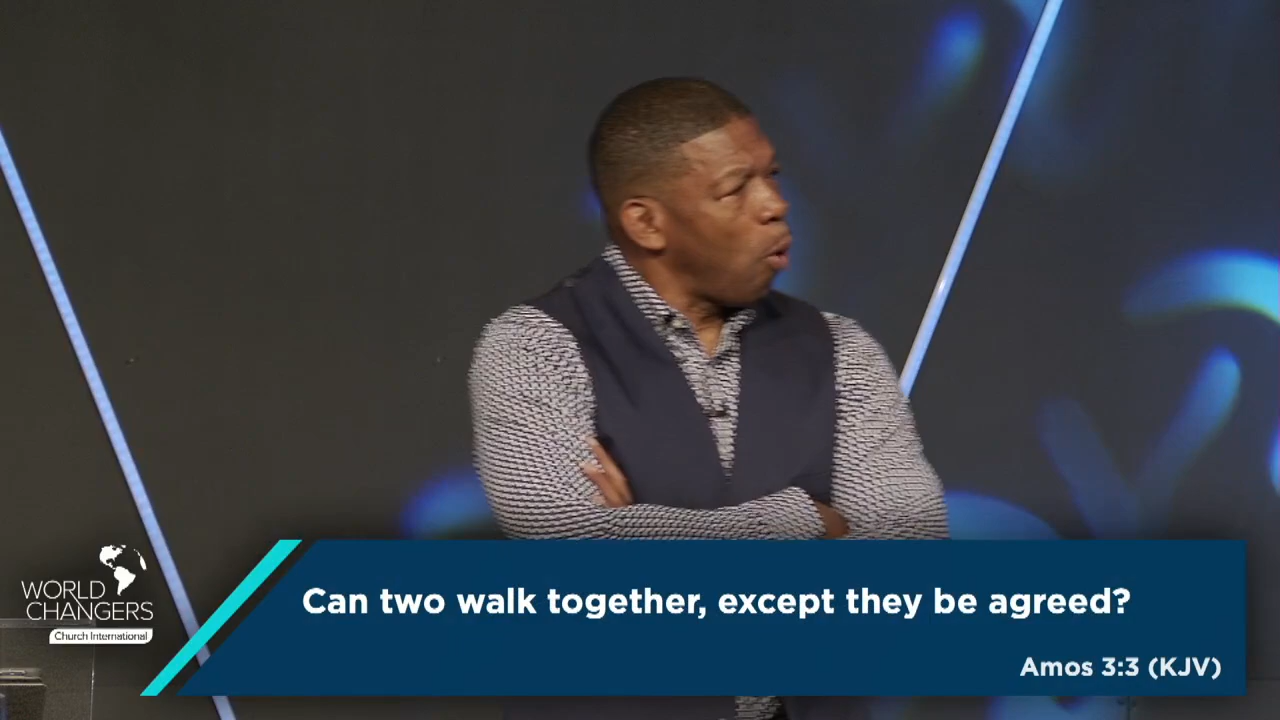 Can two walk together, except they be agreed?
Amos 3:3 (KJV)
WORLD
CHANGERS
Church International